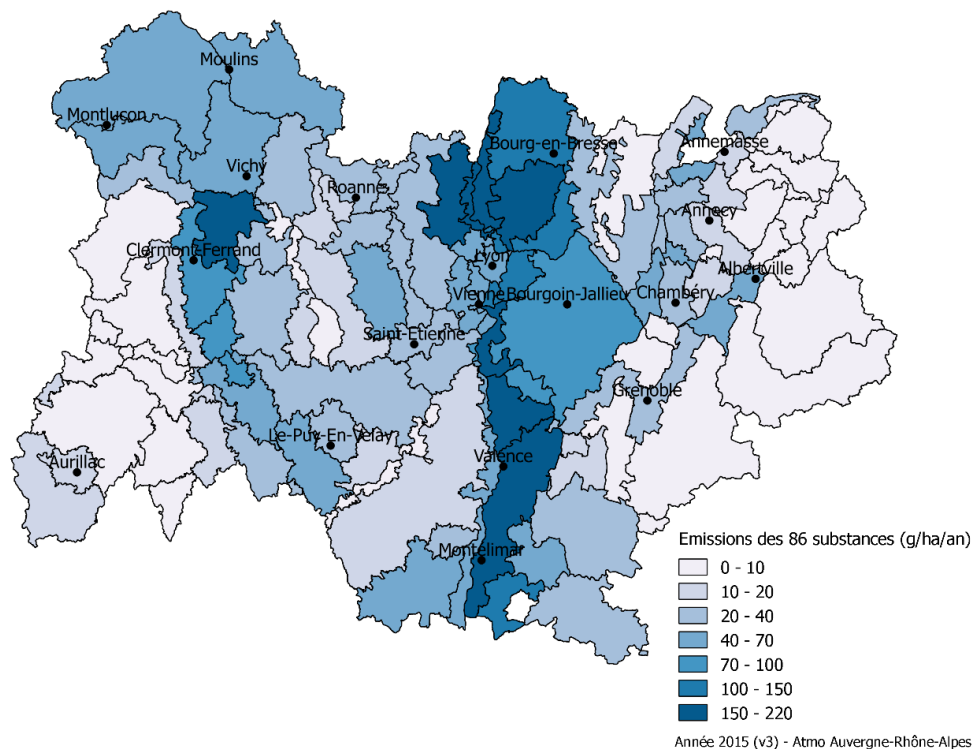 Moulins
Montluçon
Vichy
Bourg-en-Bresse
Annemasse
Roanne
Annecy
Clermont-Ferrand
Lyon
Albertville
Vienne
Bourgoin-Jallieu
Chambéry
Saint-Etienne
Grenoble
Le-Puy-En-Velay
Valence
Aurillac
Montélimar
Emissions des 86 substances (g/ha/an)
0 - 10
10 - 20
20 - 40
40 - 70
70 - 100
100 - 150
150 - 220
Année 2015 (v3) - Atmo Auvergne-Rhône-Alpes